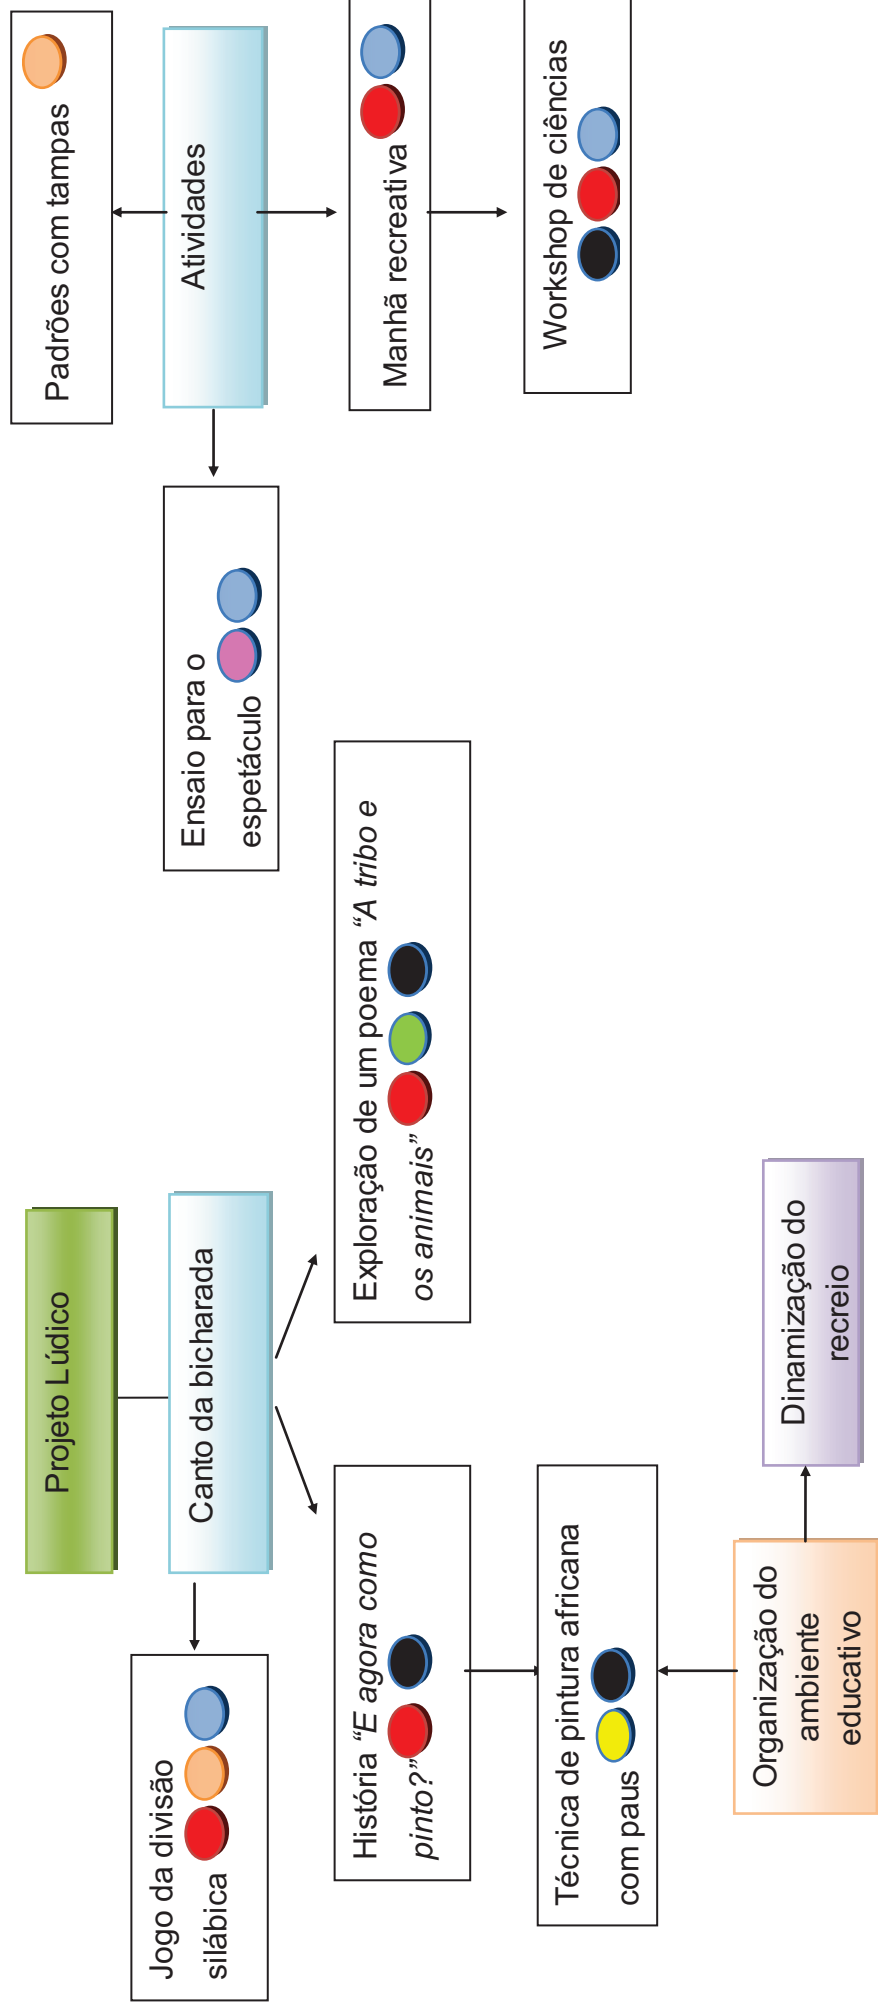 Projeto Lúdico
Canto da bicharada
Jogo da divisão
silábica
História “E agora como
pinto?”
Exploração de um poema “A tribo e
os animais”
Técnica de pintura africana
com paus
Organização do
ambiente
educativo
Dinamização do
recreio
Padrões com tampas
Atividades
Ensaio para o
espetáculo
Manhã recreativa
Workshop de ciências